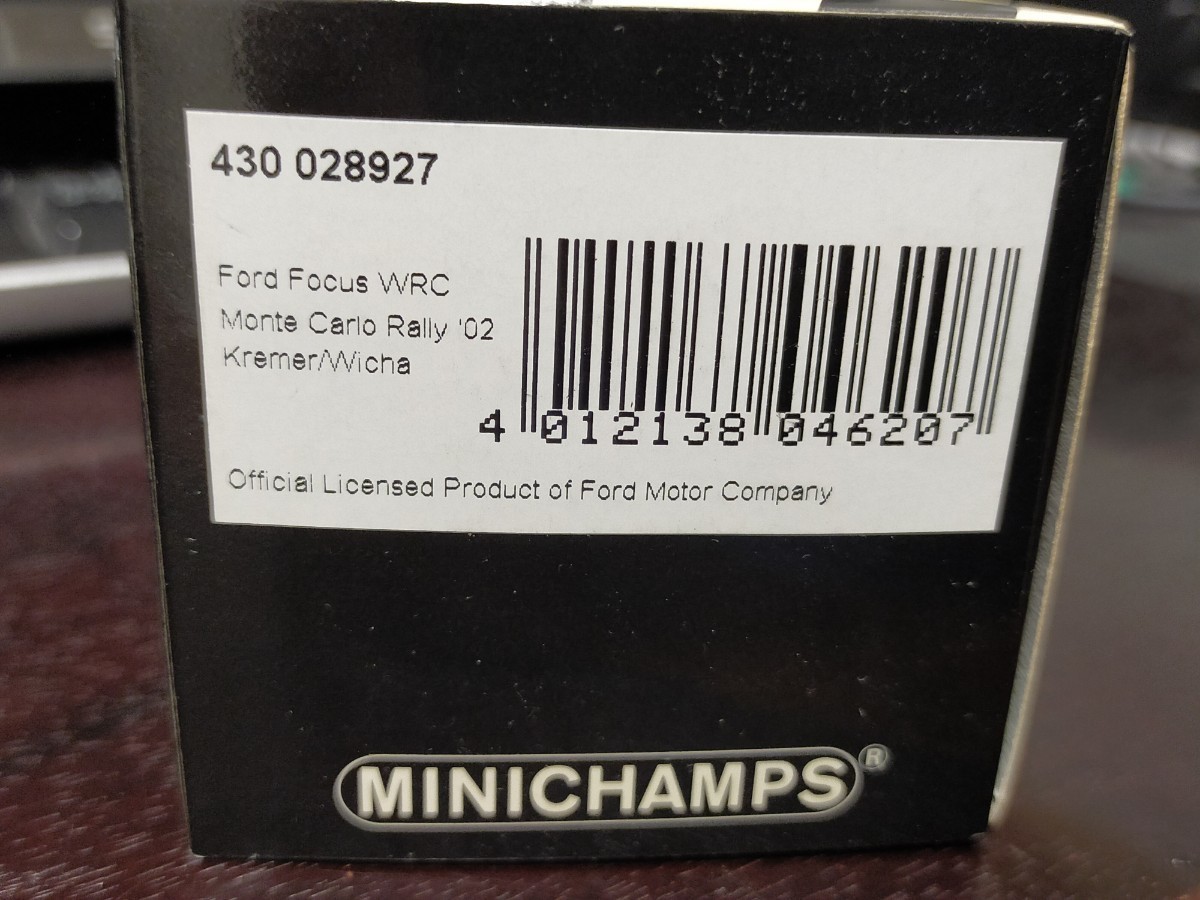 430 028927
Ford Focus WRC
Monte Carlo Rally '02
Kremer/Wicha
4 012138 046207
Official Licensed Product of Ford Motor Company
MINICHAMPS®